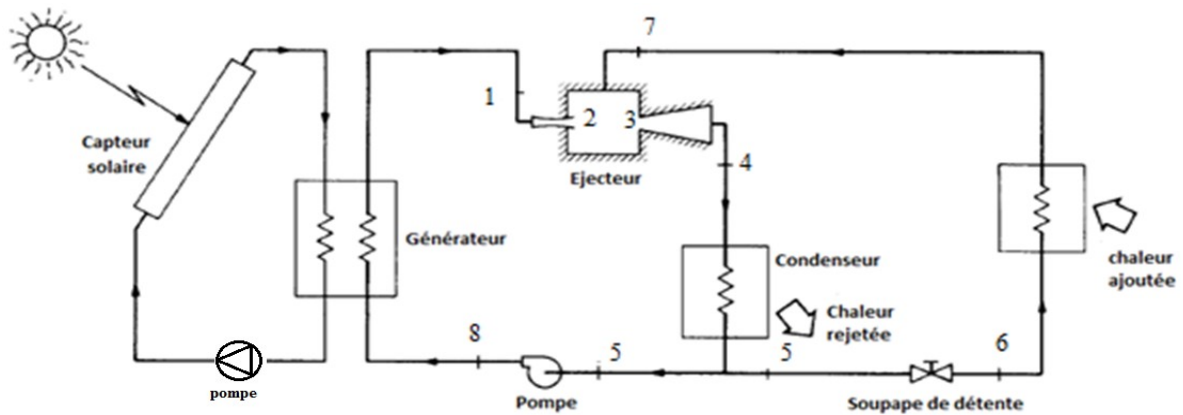 7
1
2
3
Capteur
solaire
4
Ejecteur
Générateur
Condenseur
chaleur
ajoutée
Chaleur
rejetée
8
5
5
6
pompe
Pompe
Soupape de détente